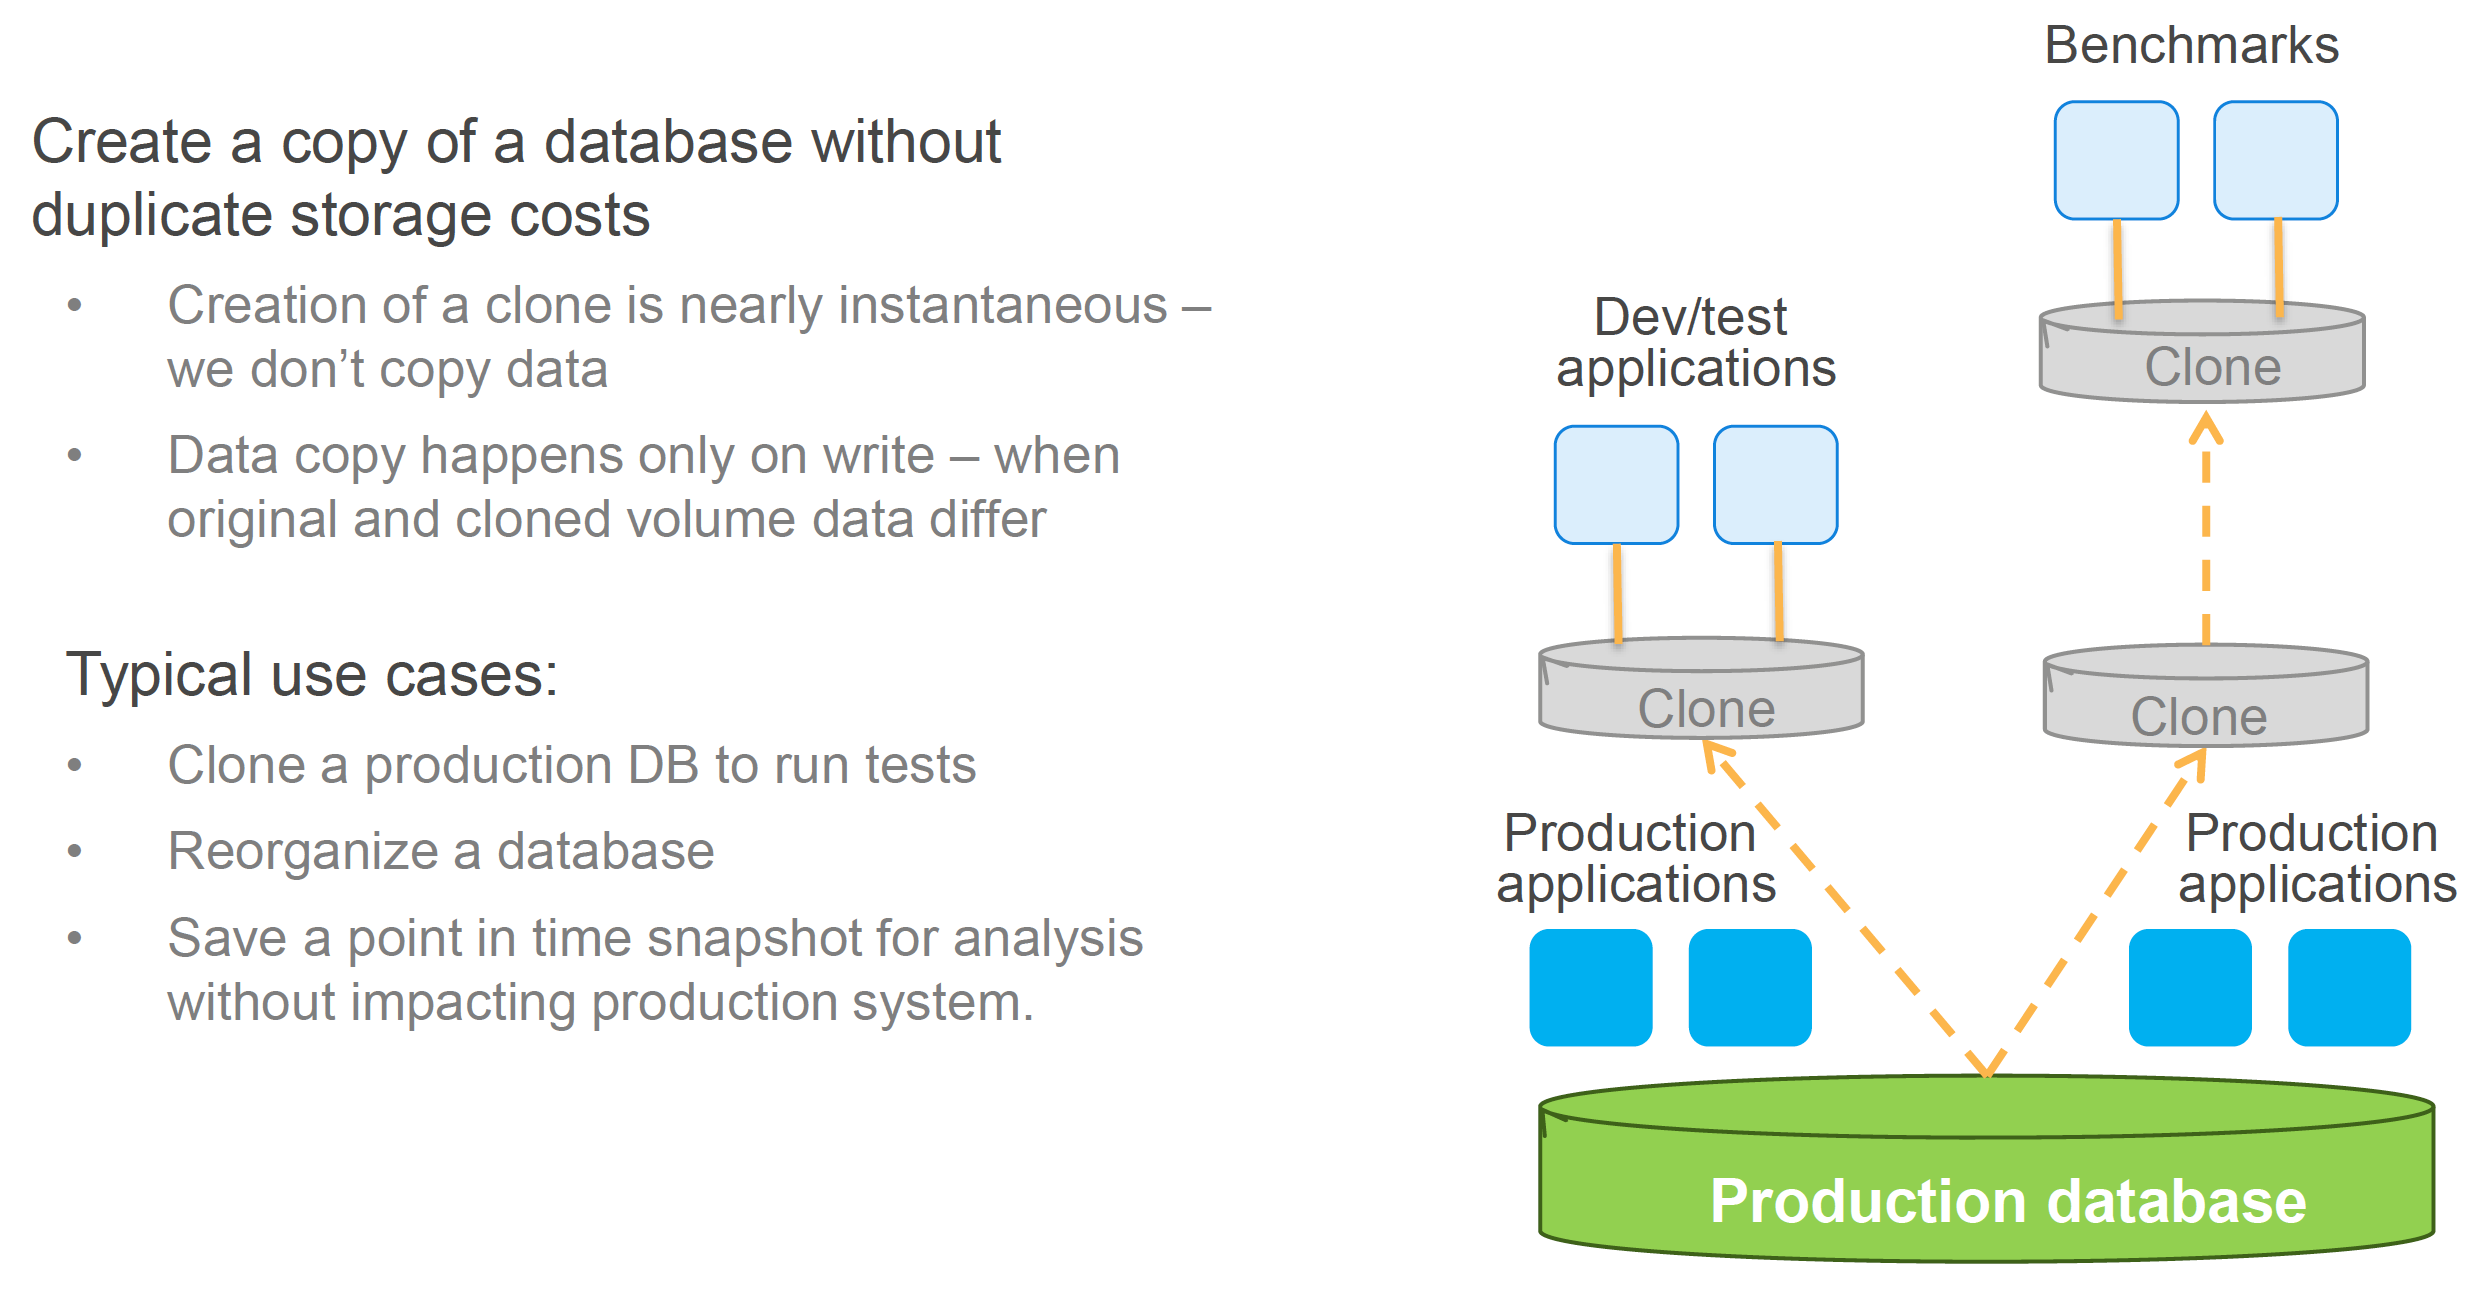 Create a copy of a database without
duplicate storage costs
• Creation of a clone is nearly instantaneous –
we don’t copy data
• Data copy happens only on write – when
original and cloned volume data differ
Typical use cases:
• Clone a production DB to run tests
• Reorganize a database
• Save a point in time snapshot for analysis
without impacting production system.
Benchmarks
Clone
Dev/test
applications
Clone
Clone
Production
applications
Production
applications
Production database